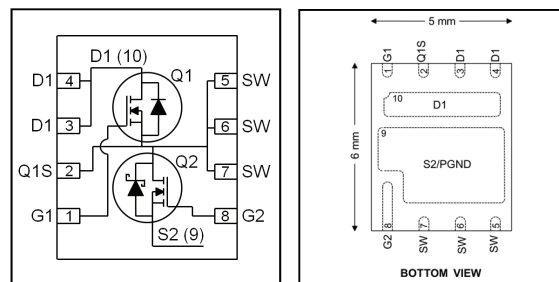 D1 (10)
Q1
D1 4
5 SW
D1 3
6 SW
Q1S 2
Q2
7 SW
G1 1
8 G2
S2 (9)
5 mm
G1 Q1S D1 D1
1 2 3 4
10 D1
6 mm
9
S2/PGND
8 7 6 5
G2 SW SW SW
BOTTOM VIEW